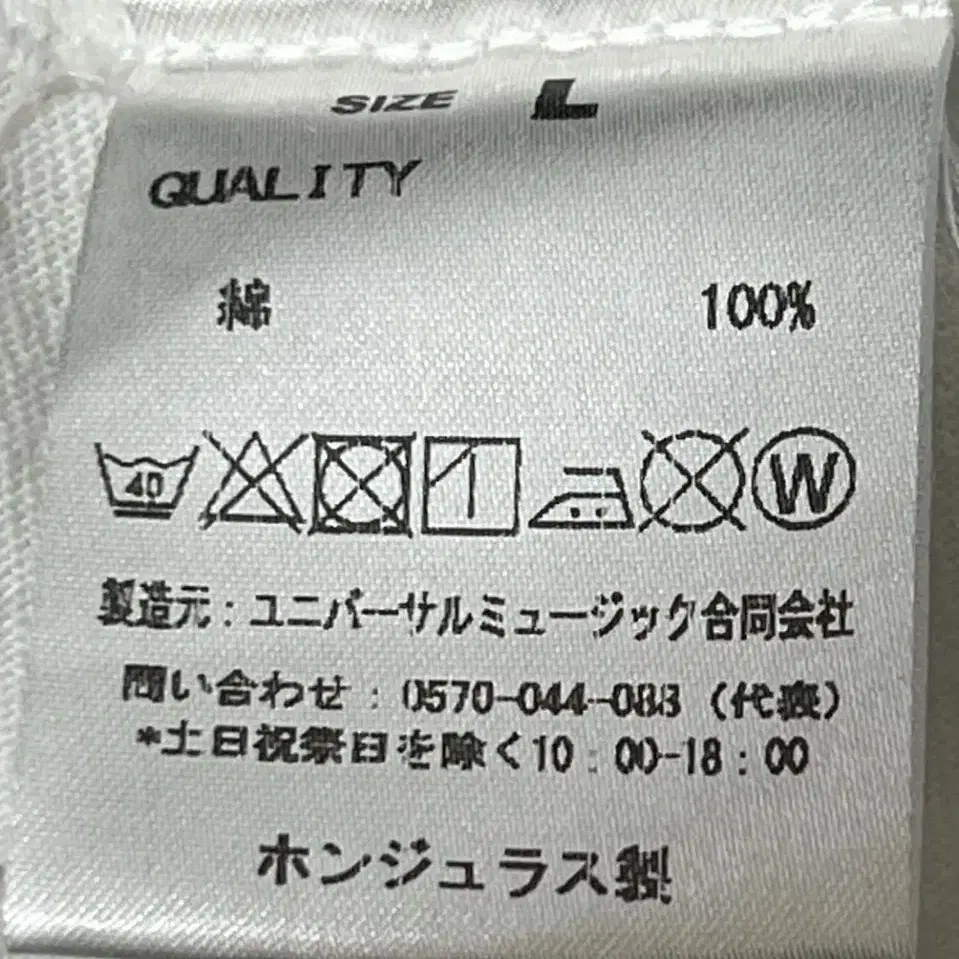 SIZE L
QUALITY
綿 100%
40 W
製造元：ユニバーサルミュージック合同会社
問い合わせ：0570-044-088（代表）
*土日祝祭日を除く10：00-18：00
ホンジュラス製